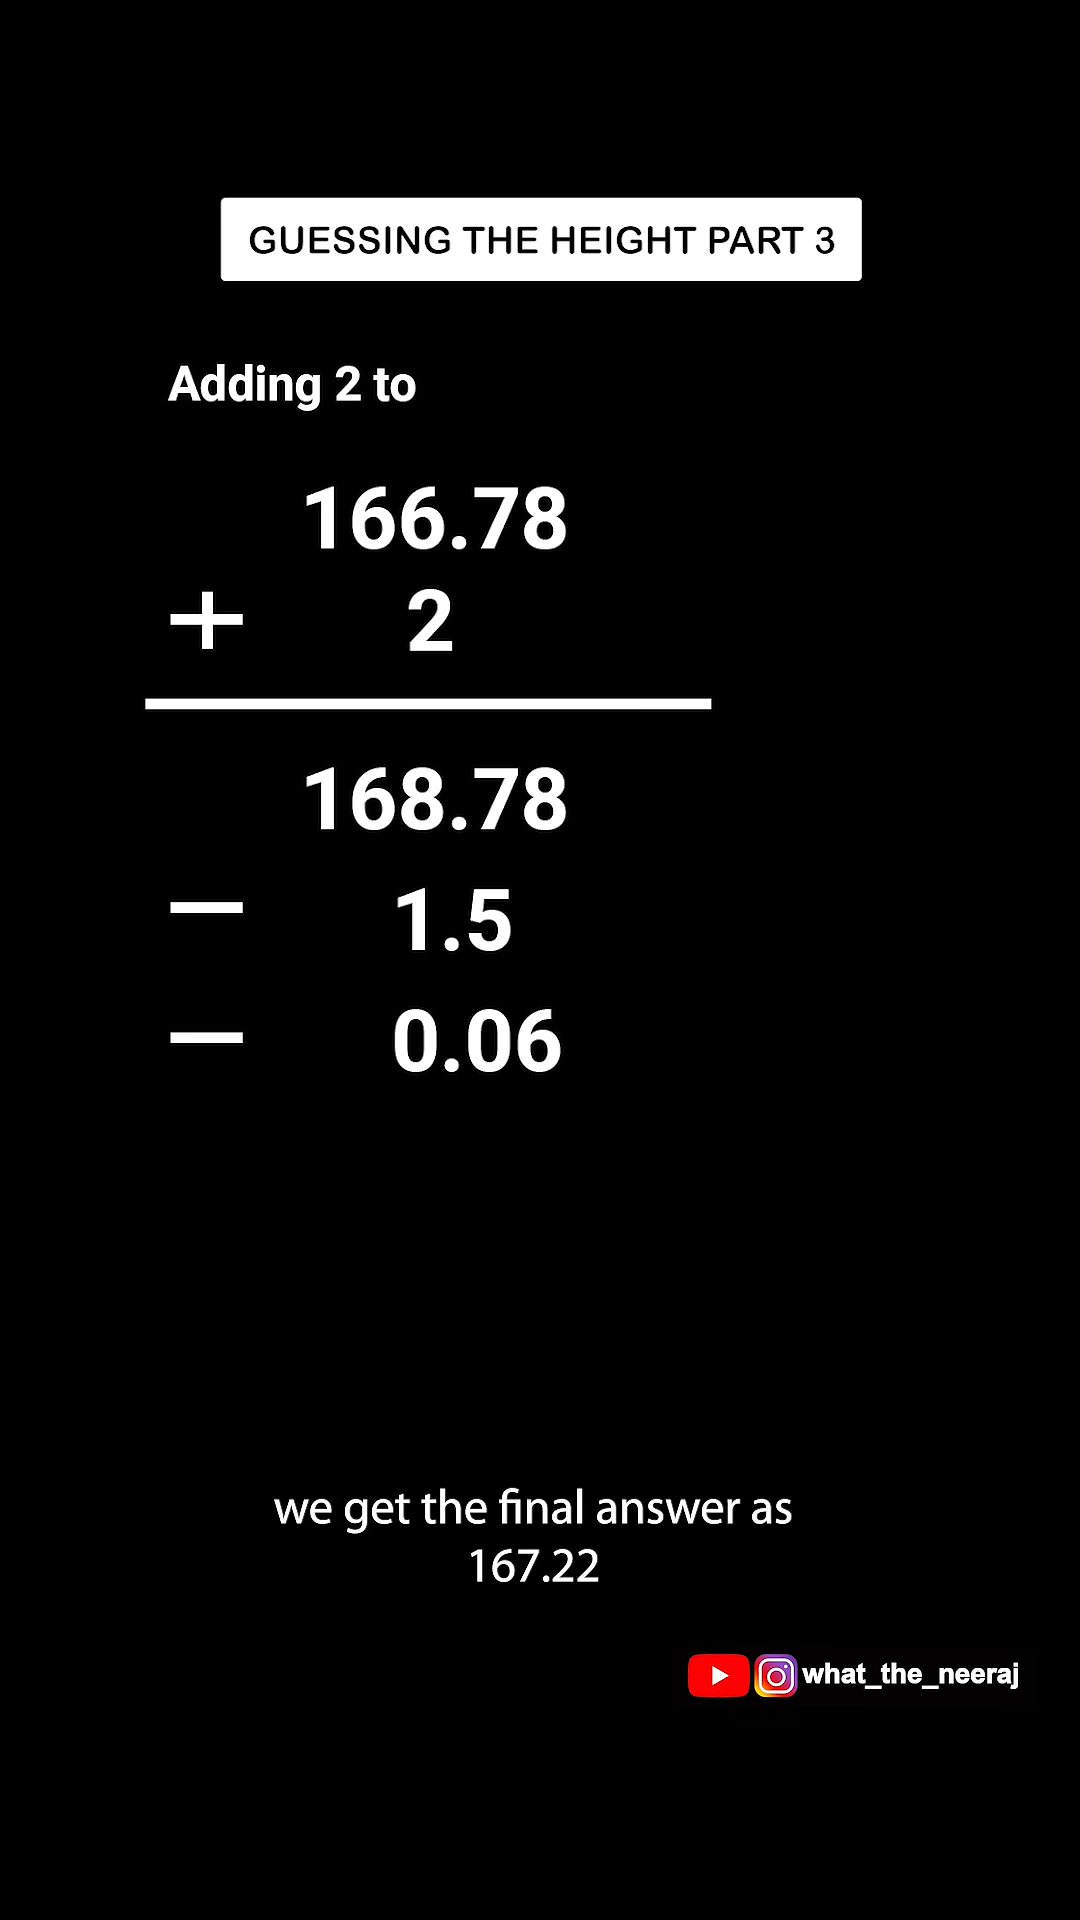 GUESSING THE HEIGHT PART 3
Adding 2 to
166.78
+ 2
168.78
− 1.5
− 0.06
we get the final answer as
167.22
what_the_neeraj